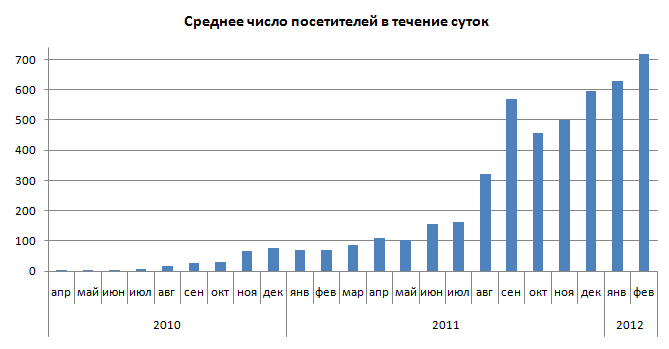 Среднее число посетителей в течение суток
700
600
500
400
300
200
100
0
апр май июн июл авг сен окт ноя дек янв фев мар апр май июн июл авг сен окт ноя дек янв фев
2010 2011 2012